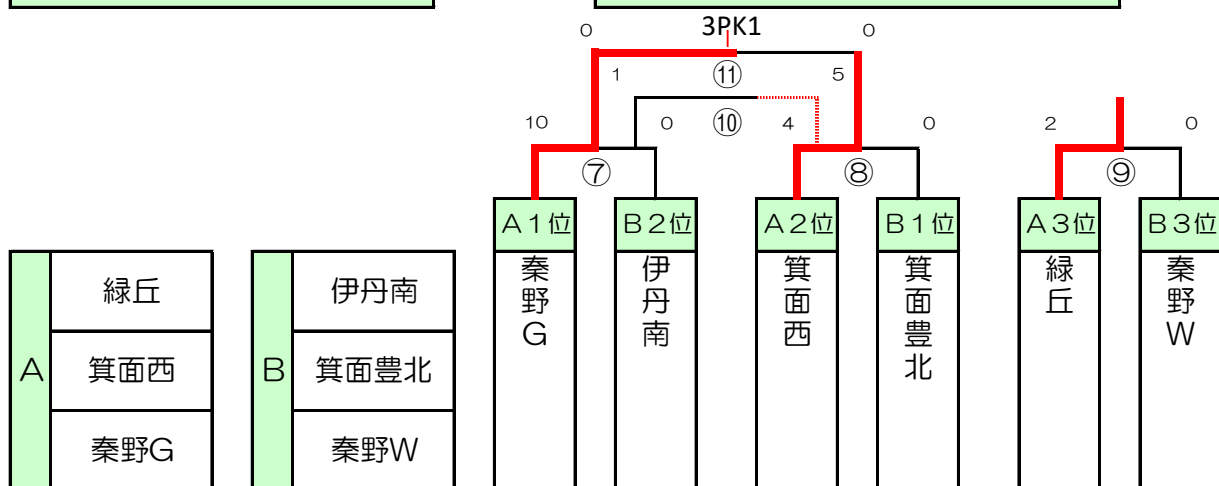 ０ 3PK1 ０
１ ⑪ ５
10 ０ ⑩ ４ ０ ２ ０
⑦ ⑧ ⑨
Ａ１位 Ｂ２位 Ａ２位 Ｂ１位 Ａ３位 Ｂ３位
秦野Ｇ 伊丹南 箕面西 箕面豊北 緑丘 秦野Ｗ
Ａ
緑丘
箕面西
秦野G
Ｂ
伊丹南
箕面豊北
秦野W